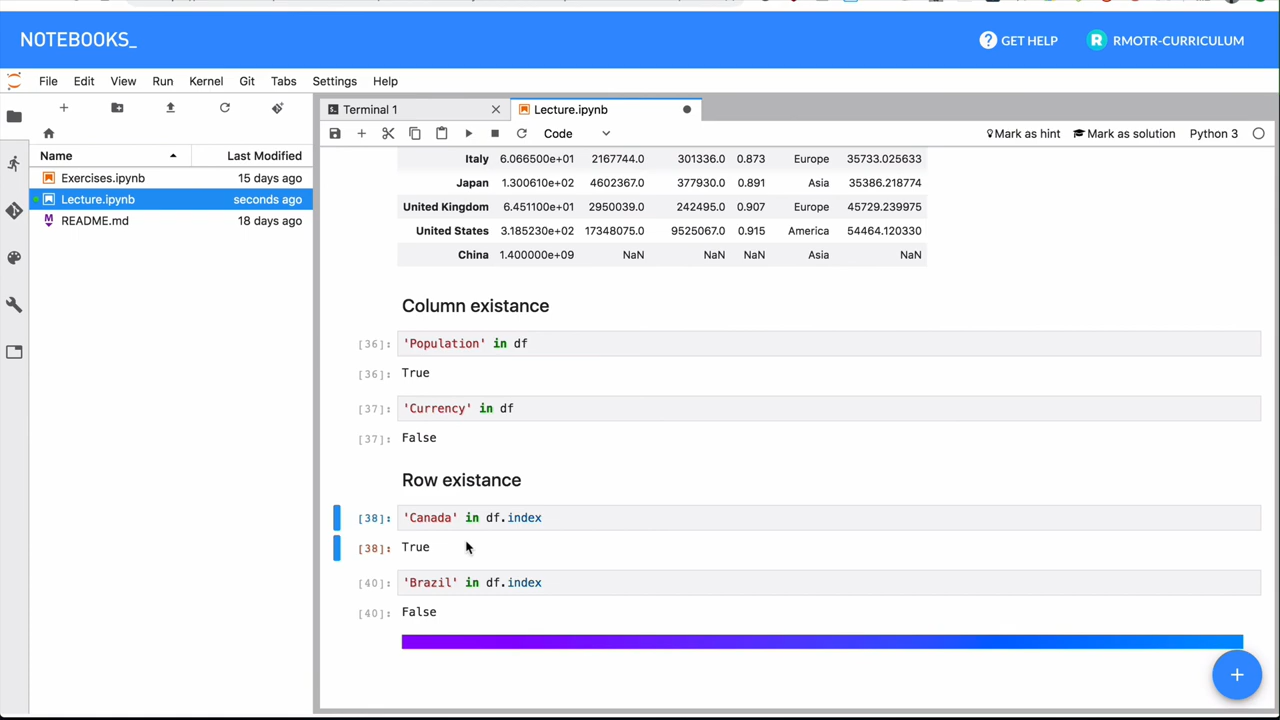 NOTEBOOKS_
GET HELP
R RMOTR-CURRICULUM
File Edit View Run Kernel Git Tabs Settings Help
Terminal 1
Lecture.ipynb
Code
Mark as hint
Mark as solution
Python 3
Name Last Modified
Exercises.ipynb 15 days ago
Lecture.ipynb seconds ago
README.md 18 days ago
Italy 6.066500e+01 2167744.0 301336.0 0.873 Europe 35733.025633
Japan 1.300610e+02 4602367.0 377930.0 0.891 Asia 35386.218774
United Kingdom 6.451100e+01 2950039.0 242495.0 0.907 Europe 45729.239975
United States 3.185230e+02 17348075.0 9525067.0 0.915 America 54464.120330
China 1.400000e+09 NaN NaN NaN Asia NaN
Column existance
[36]: 'Population' in df
[36]: True
[37]: 'Currency' in df
[37]: False
Row existance
[38]: 'Canada' in df.index
[38]: True
[40]: 'Brazil' in df.index
[40]: False